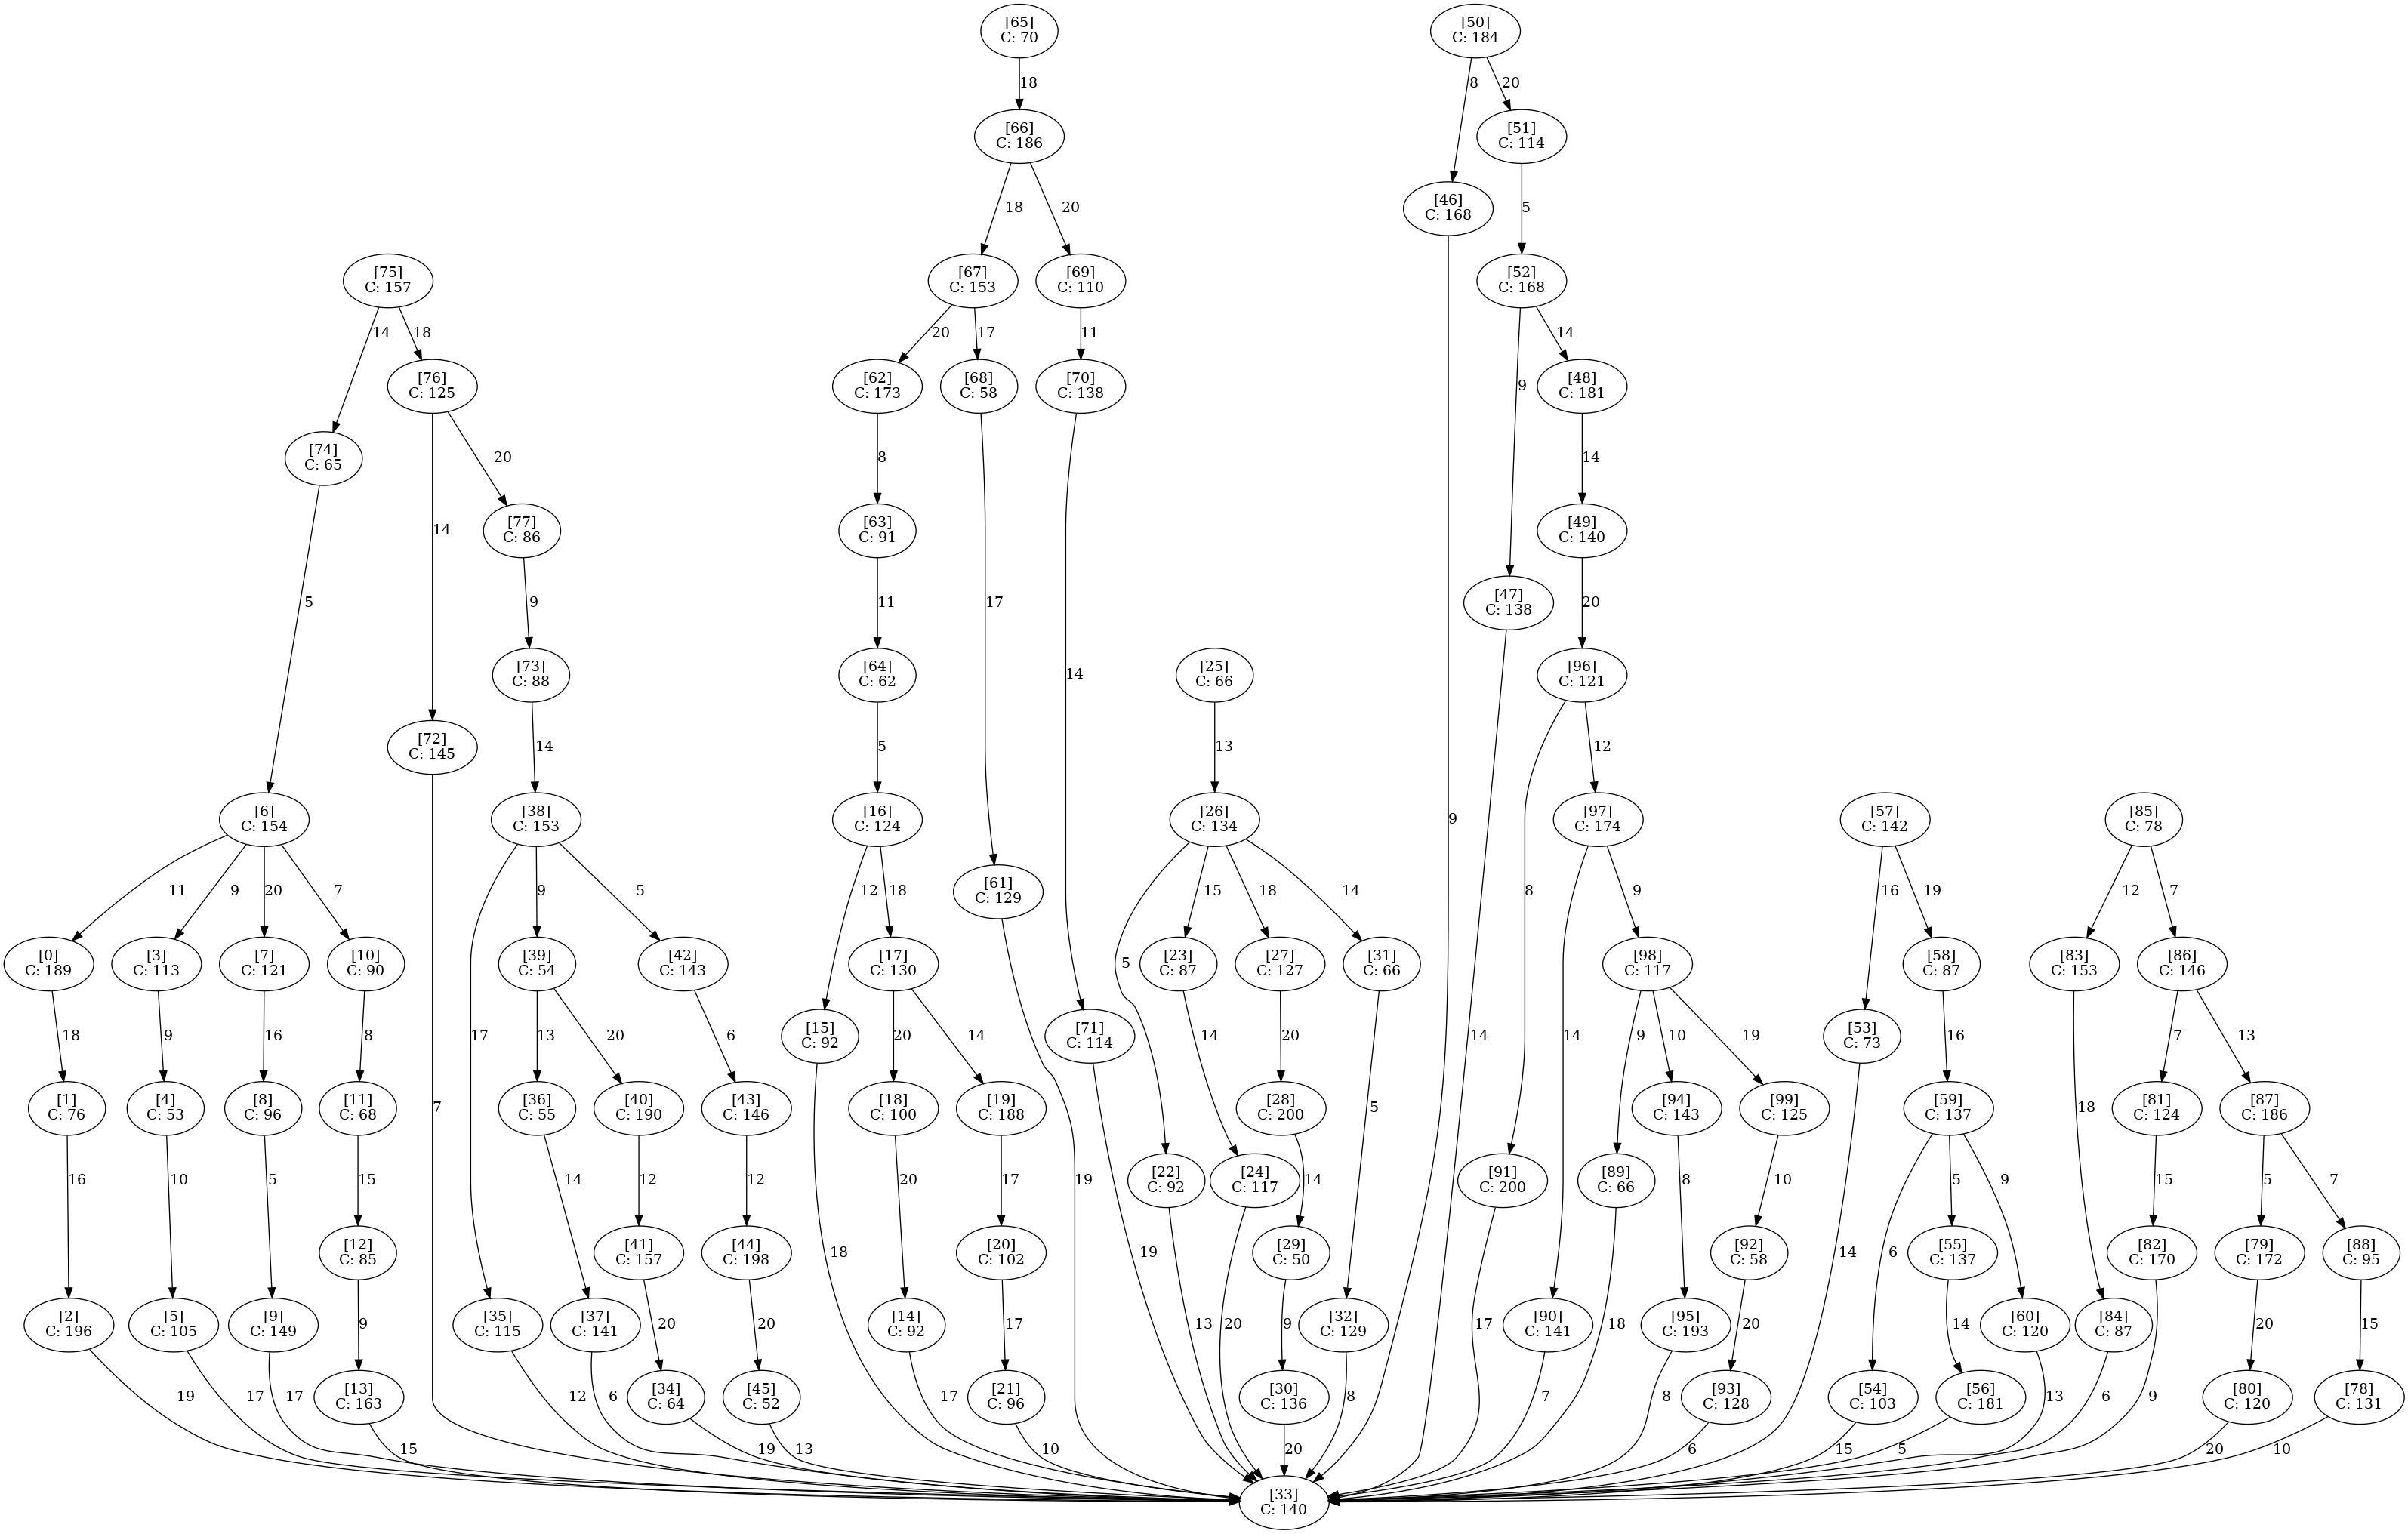 [65]
C: 70
[50]
C: 184
18
8
20
[66]
C: 186
[51]
C: 114
[46]
C: 168
18
20
5
[75]
C: 157
[67]
C: 153
[69]
C: 110
[52]
C: 168
14
18
20
17
11
14
[76]
C: 125
[62]
C: 173
[68]
C: 58
[70]
C: 138
9
[48]
C: 181
[74]
C: 65
20
8
14
14
[77]
C: 86
[63]
C: 91
[49]
C: 140
5
9
11
17
[47]
C: 138
20
[73]
C: 88
[64]
C: 62
14
[25]
C: 66
[96]
C: 121
[72]
C: 145
14
5
13
12
[6]
C: 154
[38]
C: 153
[16]
C: 124
[26]
C: 134
9
[97]
C: 174
[57]
C: 142
[85]
C: 78
11
9
20
7
9
5
12
18
[61]
C: 129
15
18
14
8
9
16
19
12
7
[0]
C: 189
[3]
C: 113
[7]
C: 121
[10]
C: 90
[39]
C: 54
[42]
C: 143
[17]
C: 130
5
[23]
C: 87
[27]
C: 127
[31]
C: 66
[98]
C: 117
[58]
C: 87
[83]
C: 153
[86]
C: 146
18
9
16
8
17
13
20
6
[15]
C: 92
20
14
[71]
C: 114
14
20
14
14
9
10
19
[53]
C: 73
16
7
13
[1]
C: 76
[4]
C: 53
[8]
C: 96
[11]
C: 68
7
[36]
C: 55
[40]
C: 190
[43]
C: 146
[18]
C: 100
[19]
C: 188
[28]
C: 200
5
[94]
C: 143
[99]
C: 125
[59]
C: 137
18
[81]
C: 124
[87]
C: 186
16
10
5
15
14
12
12
20
17
19
[22]
C: 92
[24]
C: 117
14
[91]
C: 200
[89]
C: 66
8
10
5
9
15
5
7
[12]
C: 85
[41]
C: 157
[44]
C: 198
18
[20]
C: 102
19
[29]
C: 50
14
[92]
C: 58
6
[55]
C: 137
[82]
C: 170
[79]
C: 172
[88]
C: 95
[2]
C: 196
[5]
C: 105
[9]
C: 149
9
[35]
C: 115
[37]
C: 141
20
20
[14]
C: 92
17
13
20
9
[32]
C: 129
17
[90]
C: 141
18
[95]
C: 193
20
14
14
[60]
C: 120
[84]
C: 87
20
15
19
17
17
[13]
C: 163
12
6
[34]
C: 64
[45]
C: 52
17
[21]
C: 96
[30]
C: 136
8
7
8
[93]
C: 128
[54]
C: 103
[56]
C: 181
13
6
9
[80]
C: 120
[78]
C: 131
15
19
13
10
20
6
15
5
20
10
[33]
C: 140